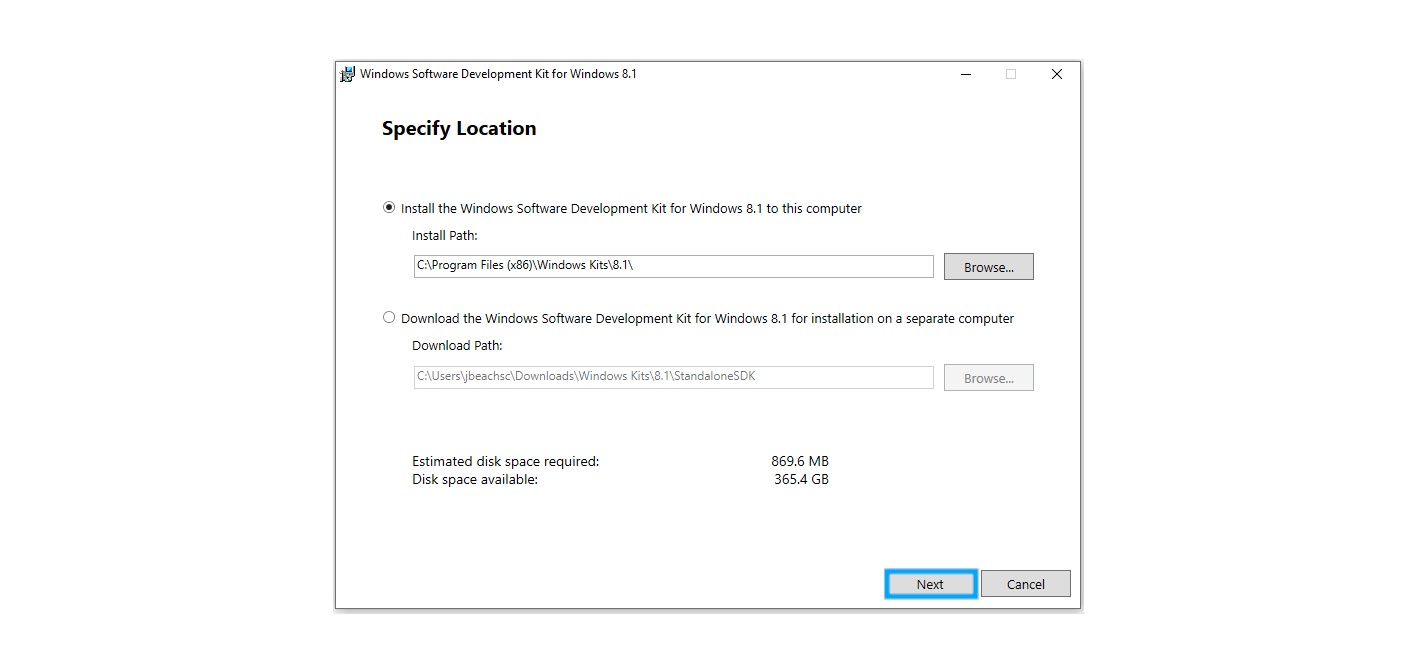 Windows Software Development Kit for Windows 8.1
Specify Location
Install the Windows Software Development Kit for Windows 8.1 to this computer
Install Path:
C:\Program Files (x86)\Windows Kits\8.1\
Browse...
Download the Windows Software Development Kit for Windows 8.1 for installation on a separate computer
Download Path:
C:\Users\jbeachsc\Downloads\Windows Kits\8.1\StandaloneSDK
Browse...
Estimated disk space required: 869.6 MB
Disk space available: 365.4 GB
Next Cancel